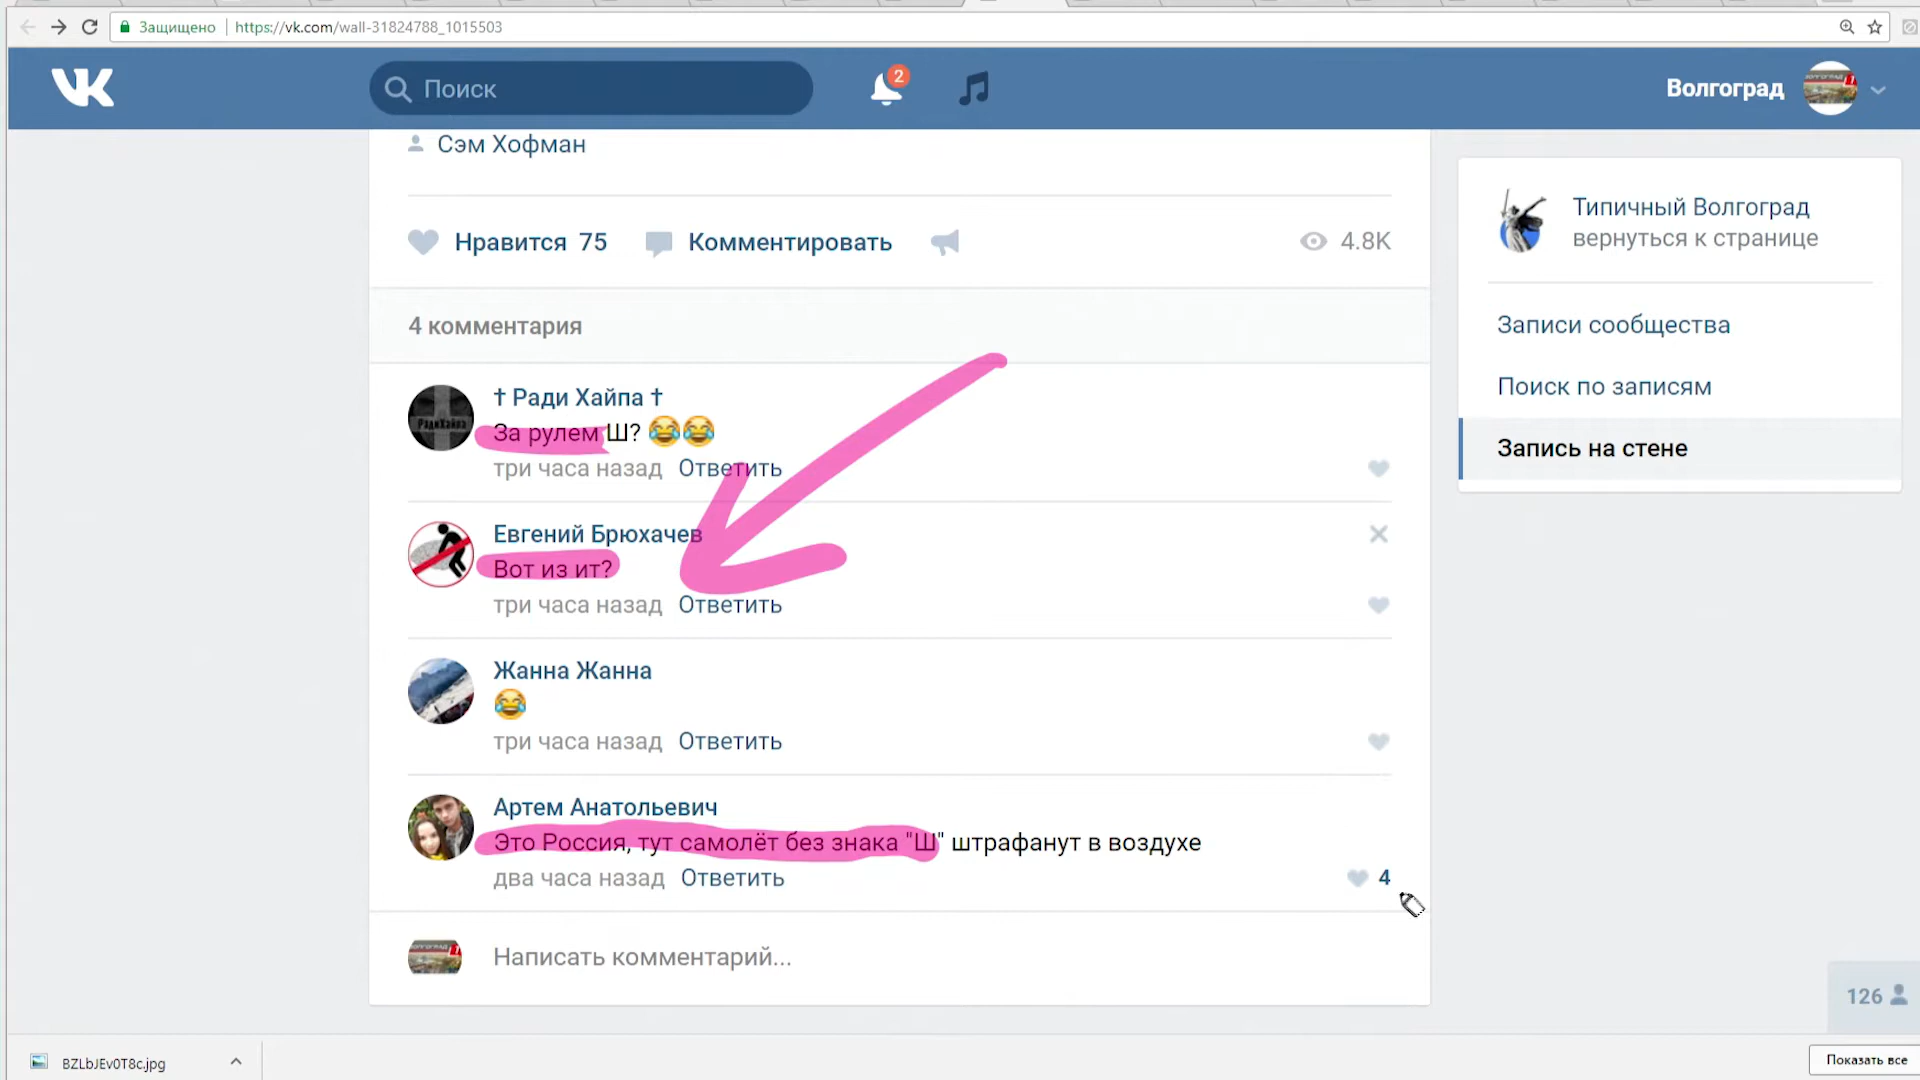 Защищено
https://vk.com/wall-31824788_1015503
Поиск
2
Волгоград
Сэм Хофман
Нравится 75
Комментировать
4.8K
4 комментария
† Ради Хайпа †
За рулем Ш? 😂😂
три часа назад Ответить
Евгений Брюхачев
Вот из ит?
три часа назад Ответить
Жанна Жанна
😂
три часа назад Ответить
Артем Анатольевич
Это Россия, тут самолёт без знака "Ш" штрафанут в воздухе
два часа назад Ответить
4
Написать комментарий...
Типичный Волгоград
вернуться к странице
Записи сообщества
Поиск по записям
Запись на стене
126
BZLbJEv0T8c.jpg
Показать все